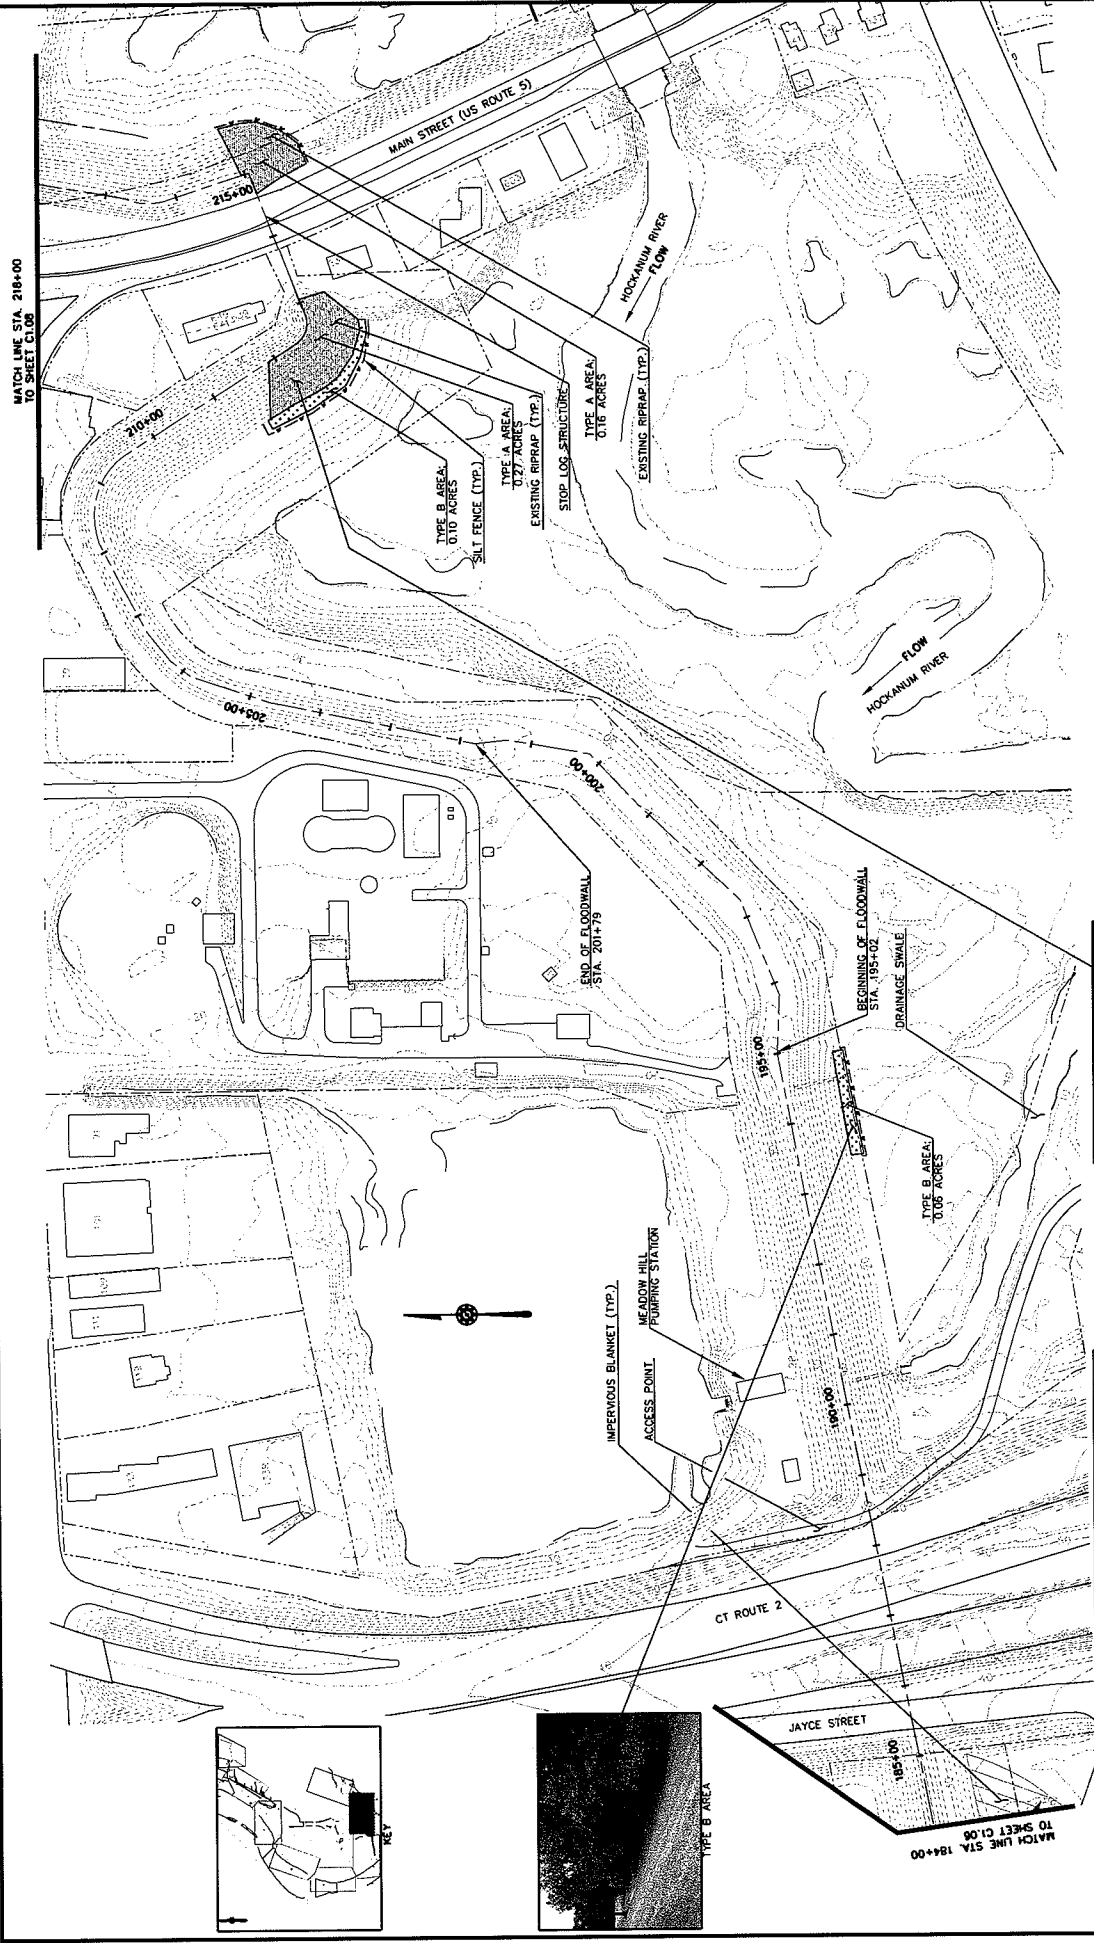 MATCH LINE STA. 218+00
TO SHEET C1.08
MAIN STREET (US ROUTE 5)
215+00
210+00
205+00
200+00
195+00
190+00
185+00
HOCKANUM RIVER
FLOW
TYPE A AREA:
0.16 ACRES
EXISTING RIPRAP (TYP.)
STOP LOG STRUCTURE
TYPE A AREA:
0.27 ACRES
EXISTING RIPRAP (TYP.)
TYPE B AREA:
0.10 ACRES
SILT FENCE (TYP.)
FLOW
HOCKANUM RIVER
END OF FLOODWALL
STA. 201+79
BEGINNING OF FLOODWALL
STA. 195+02
DRAINAGE SWALE
TYPE B AREA:
0.06 ACRES
IMPERVIOUS BLANKET (TYP.)
MEADOW HILL
PUMPING STATION
ACCESS POINT
CT ROUTE 2
JAYCE STREET
MATCH LINE STA. 184+00
TO SHEET C1.06
KEY
TYPE B AREA